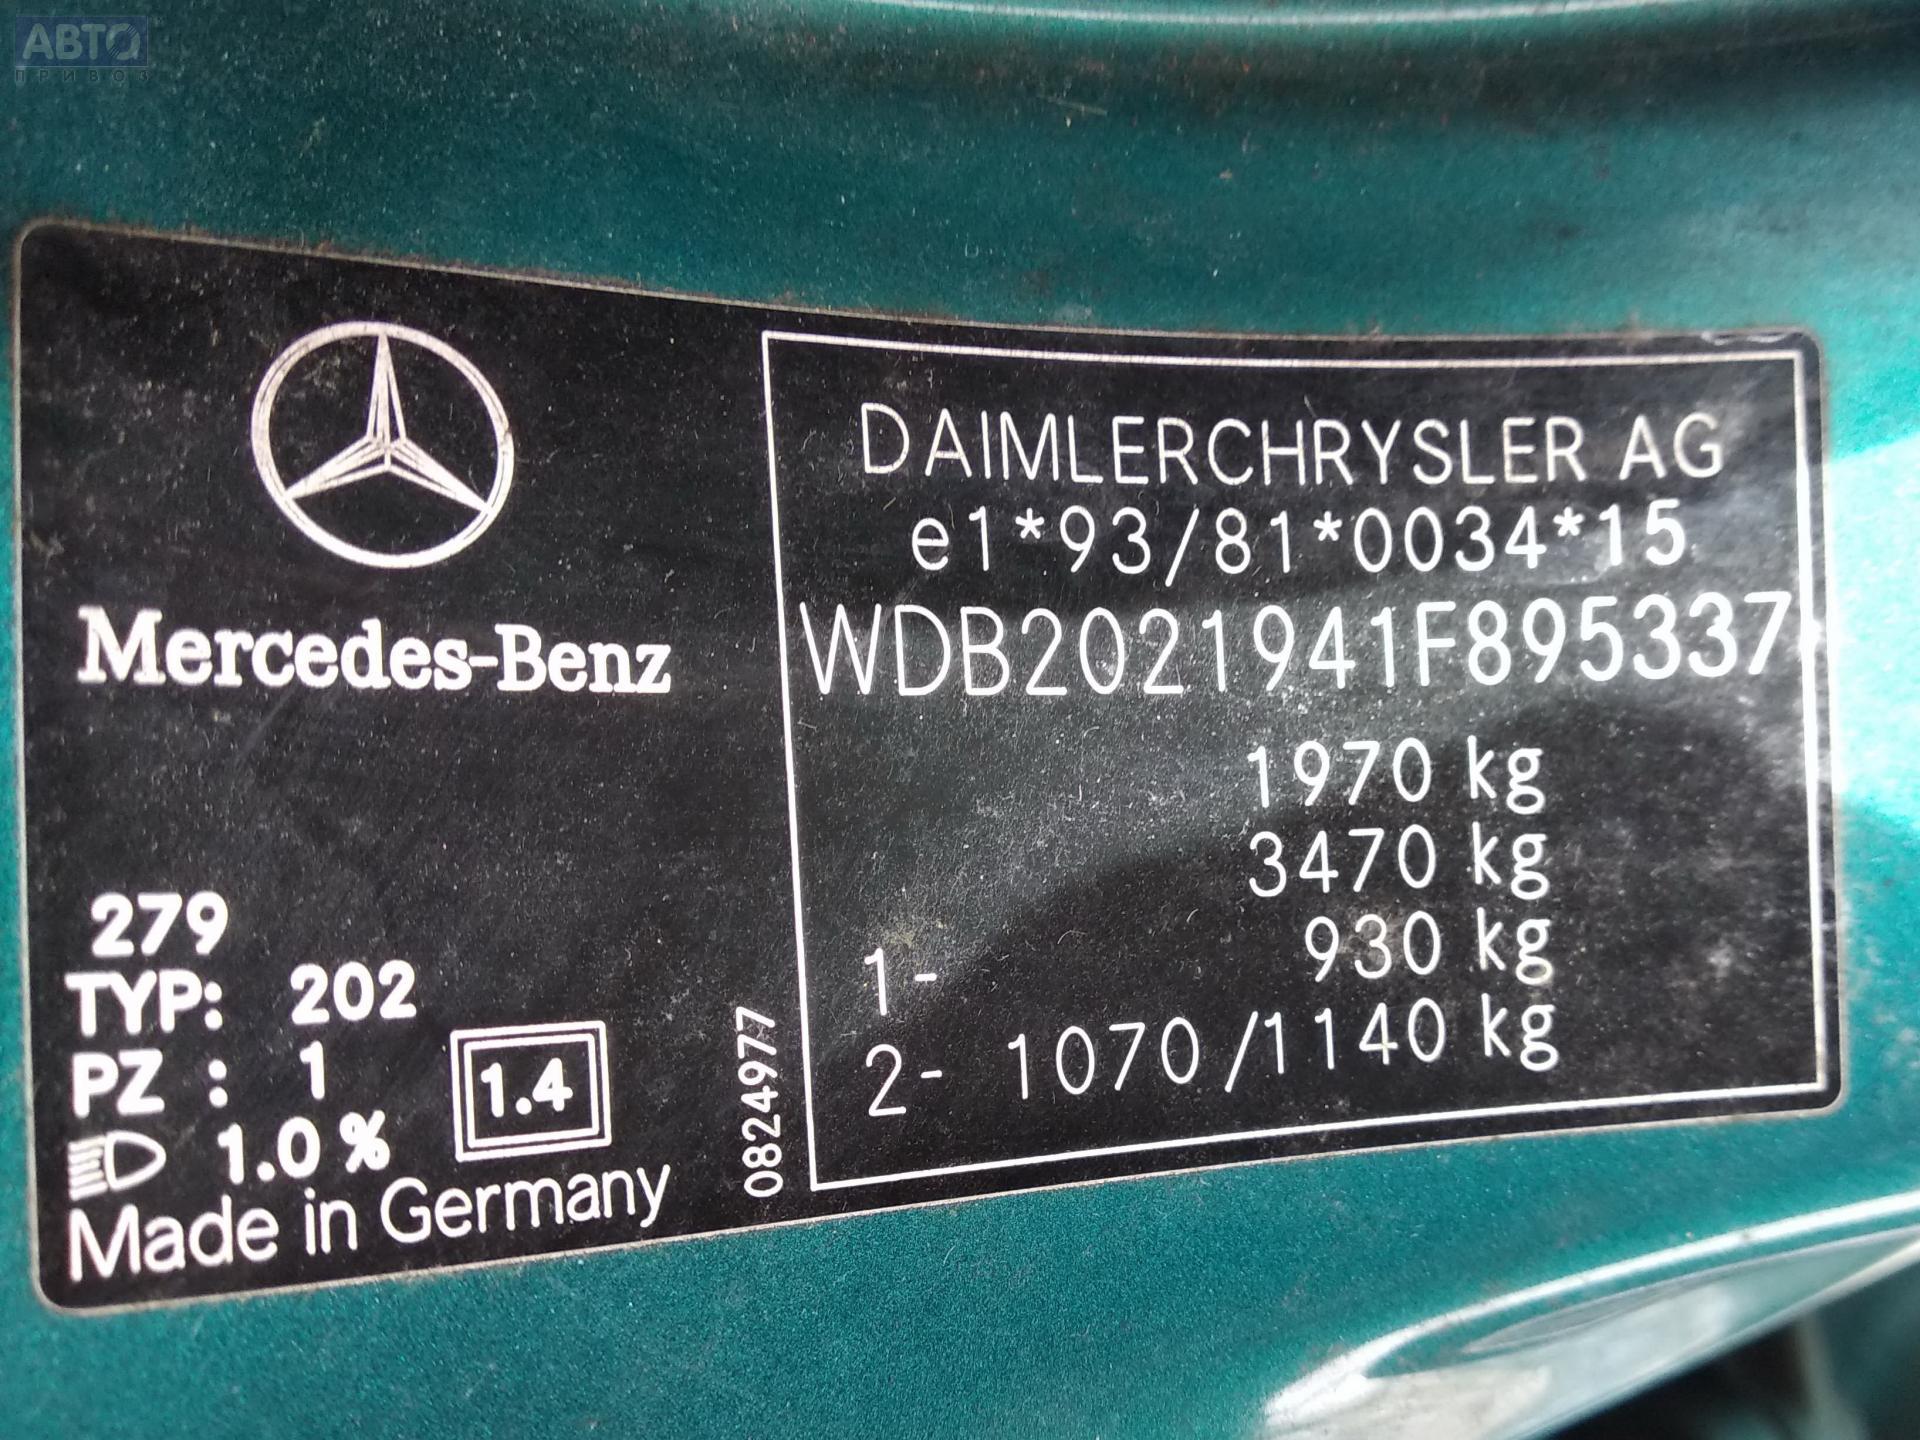 АВТО
ПРИВОЗ
Mercedes-Benz
279
TYP: 202
PZ : 1
1.0 %
1.4
Made in Germany
0824977
DAIMLERCHRYSLER AG
e1*93/81*0034*15
WDB2021941F895337
1970 kg
3470 kg
1- 930 kg
2- 1070/1140 kg